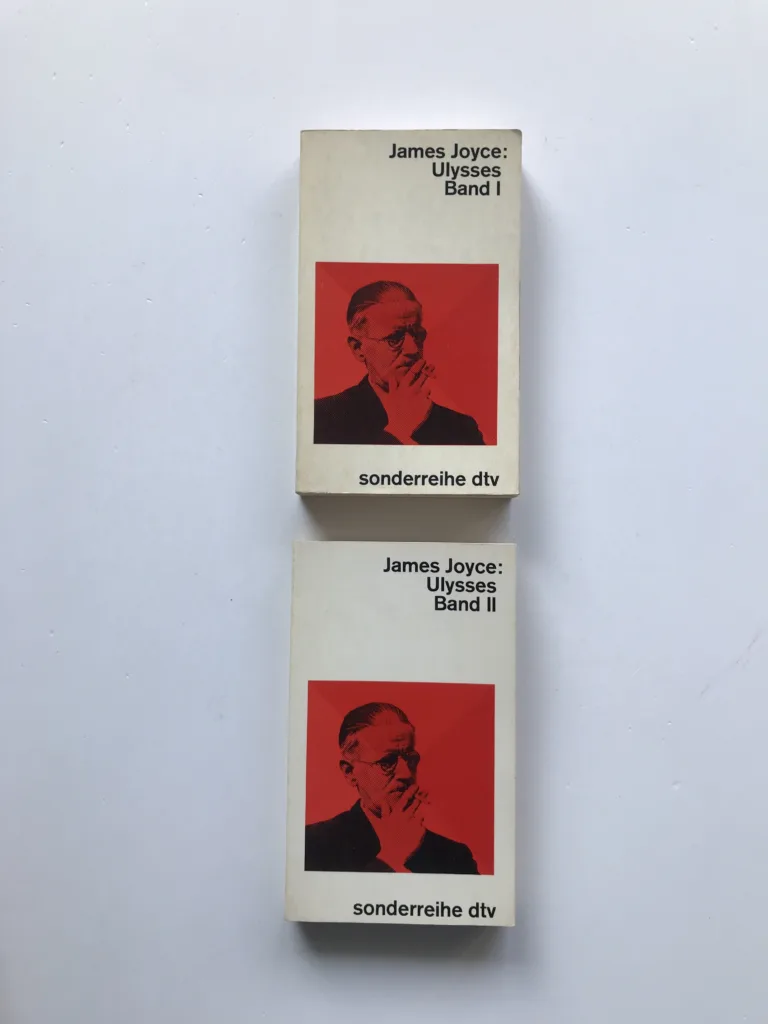 James Joyce:
Ulysses
Band I
sonderreihe dtv
James Joyce:
Ulysses
Band II
sonderreihe dtv